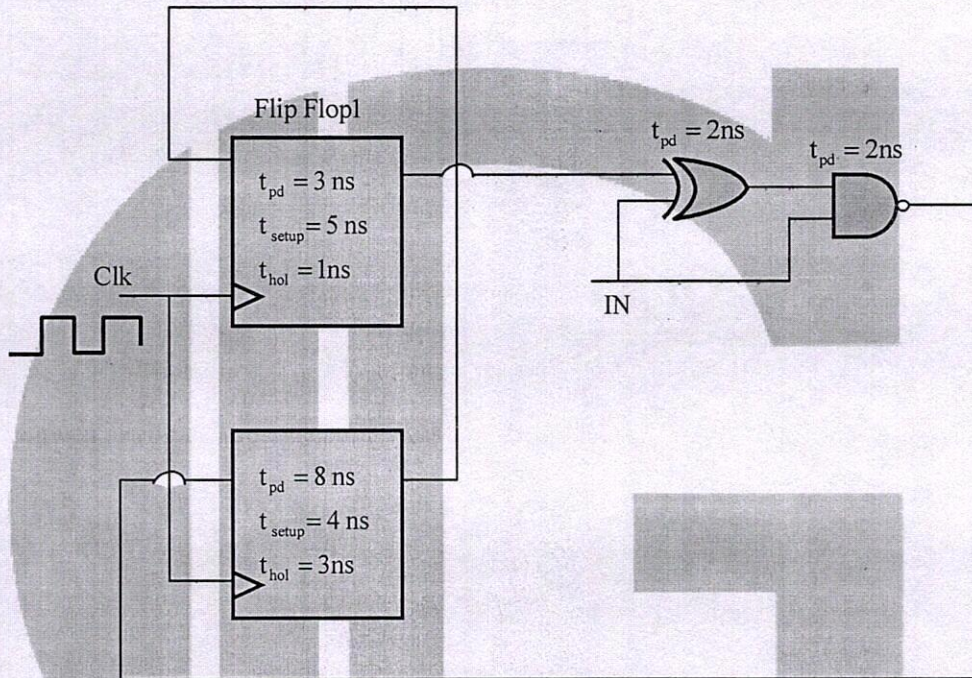 Flip Flop1
t_pd = 3 ns
t_setup = 5 ns
t_hol = 1ns
Clk
t_pd = 2ns
t_pd = 2ns
IN
t_pd = 8 ns
t_setup = 4 ns
t_hol = 3ns